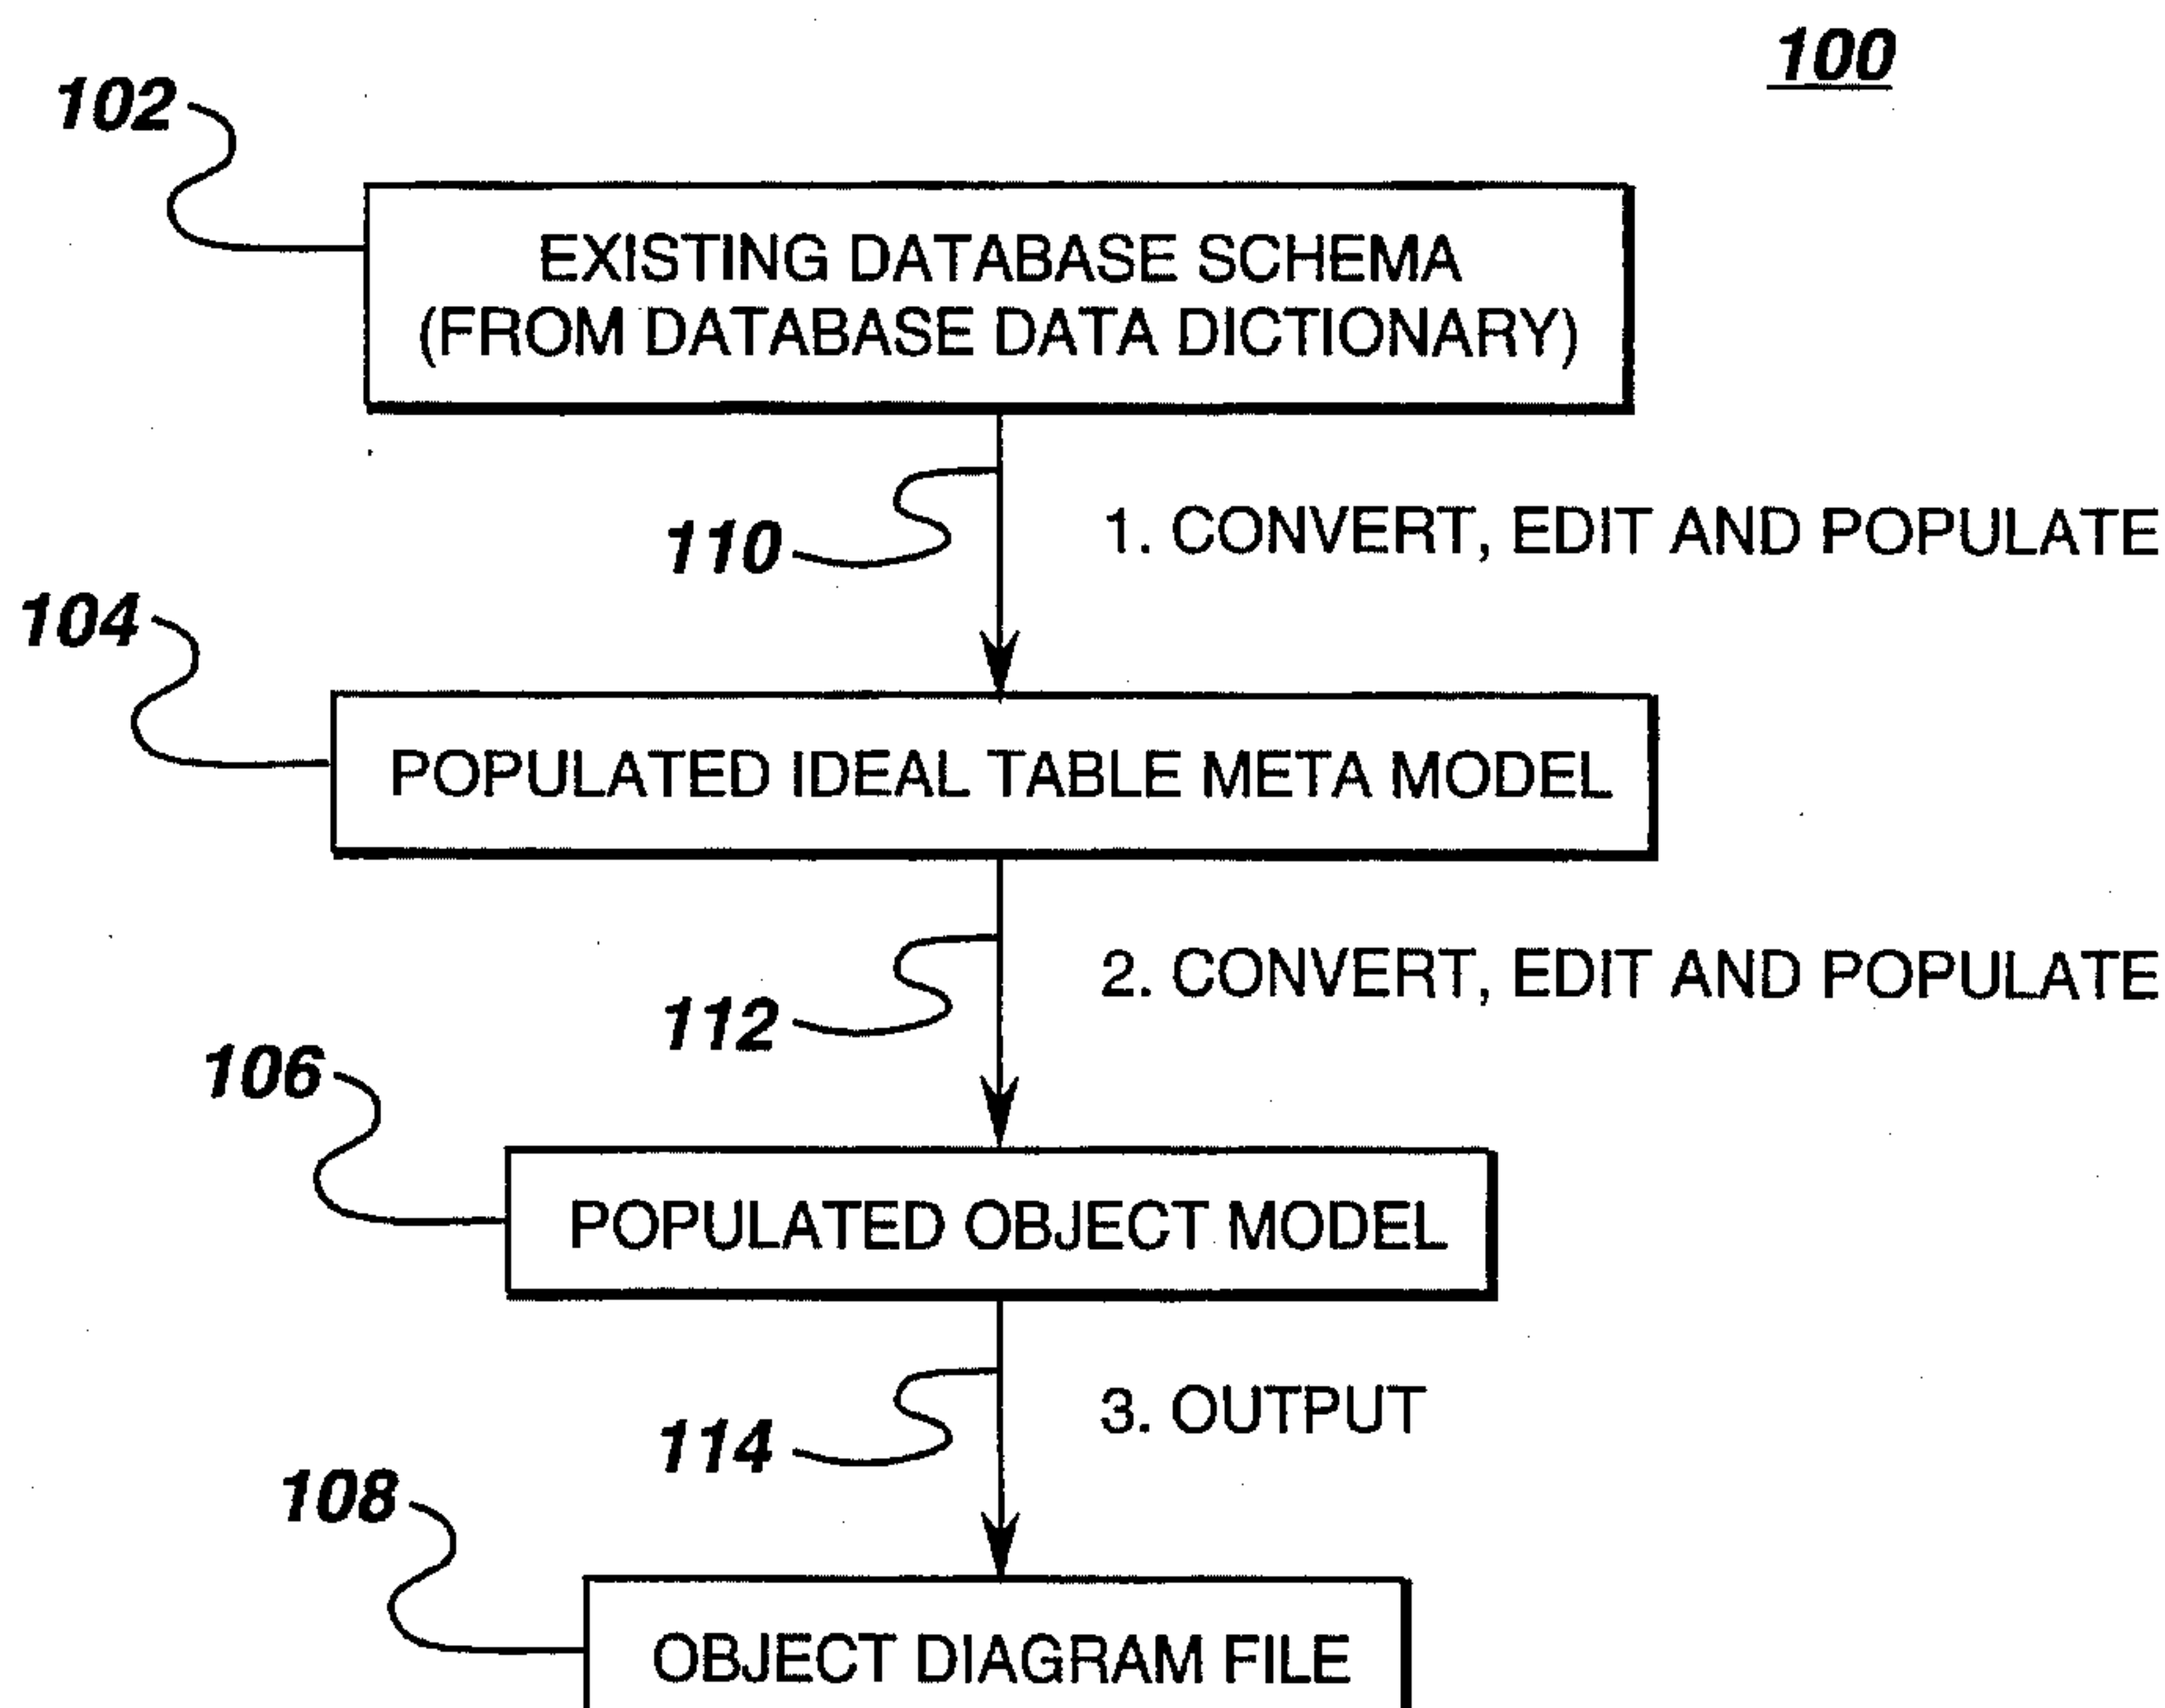 100
102
EXISTING DATABASE SCHEMA
(FROM DATABASE DATA DICTIONARY)
110
1. CONVERT, EDIT AND POPULATE
104
POPULATED IDEAL TABLE META MODEL
112
2. CONVERT, EDIT AND POPULATE
106
POPULATED OBJECT MODEL
114
3. OUTPUT
108
OBJECT DIAGRAM FILE